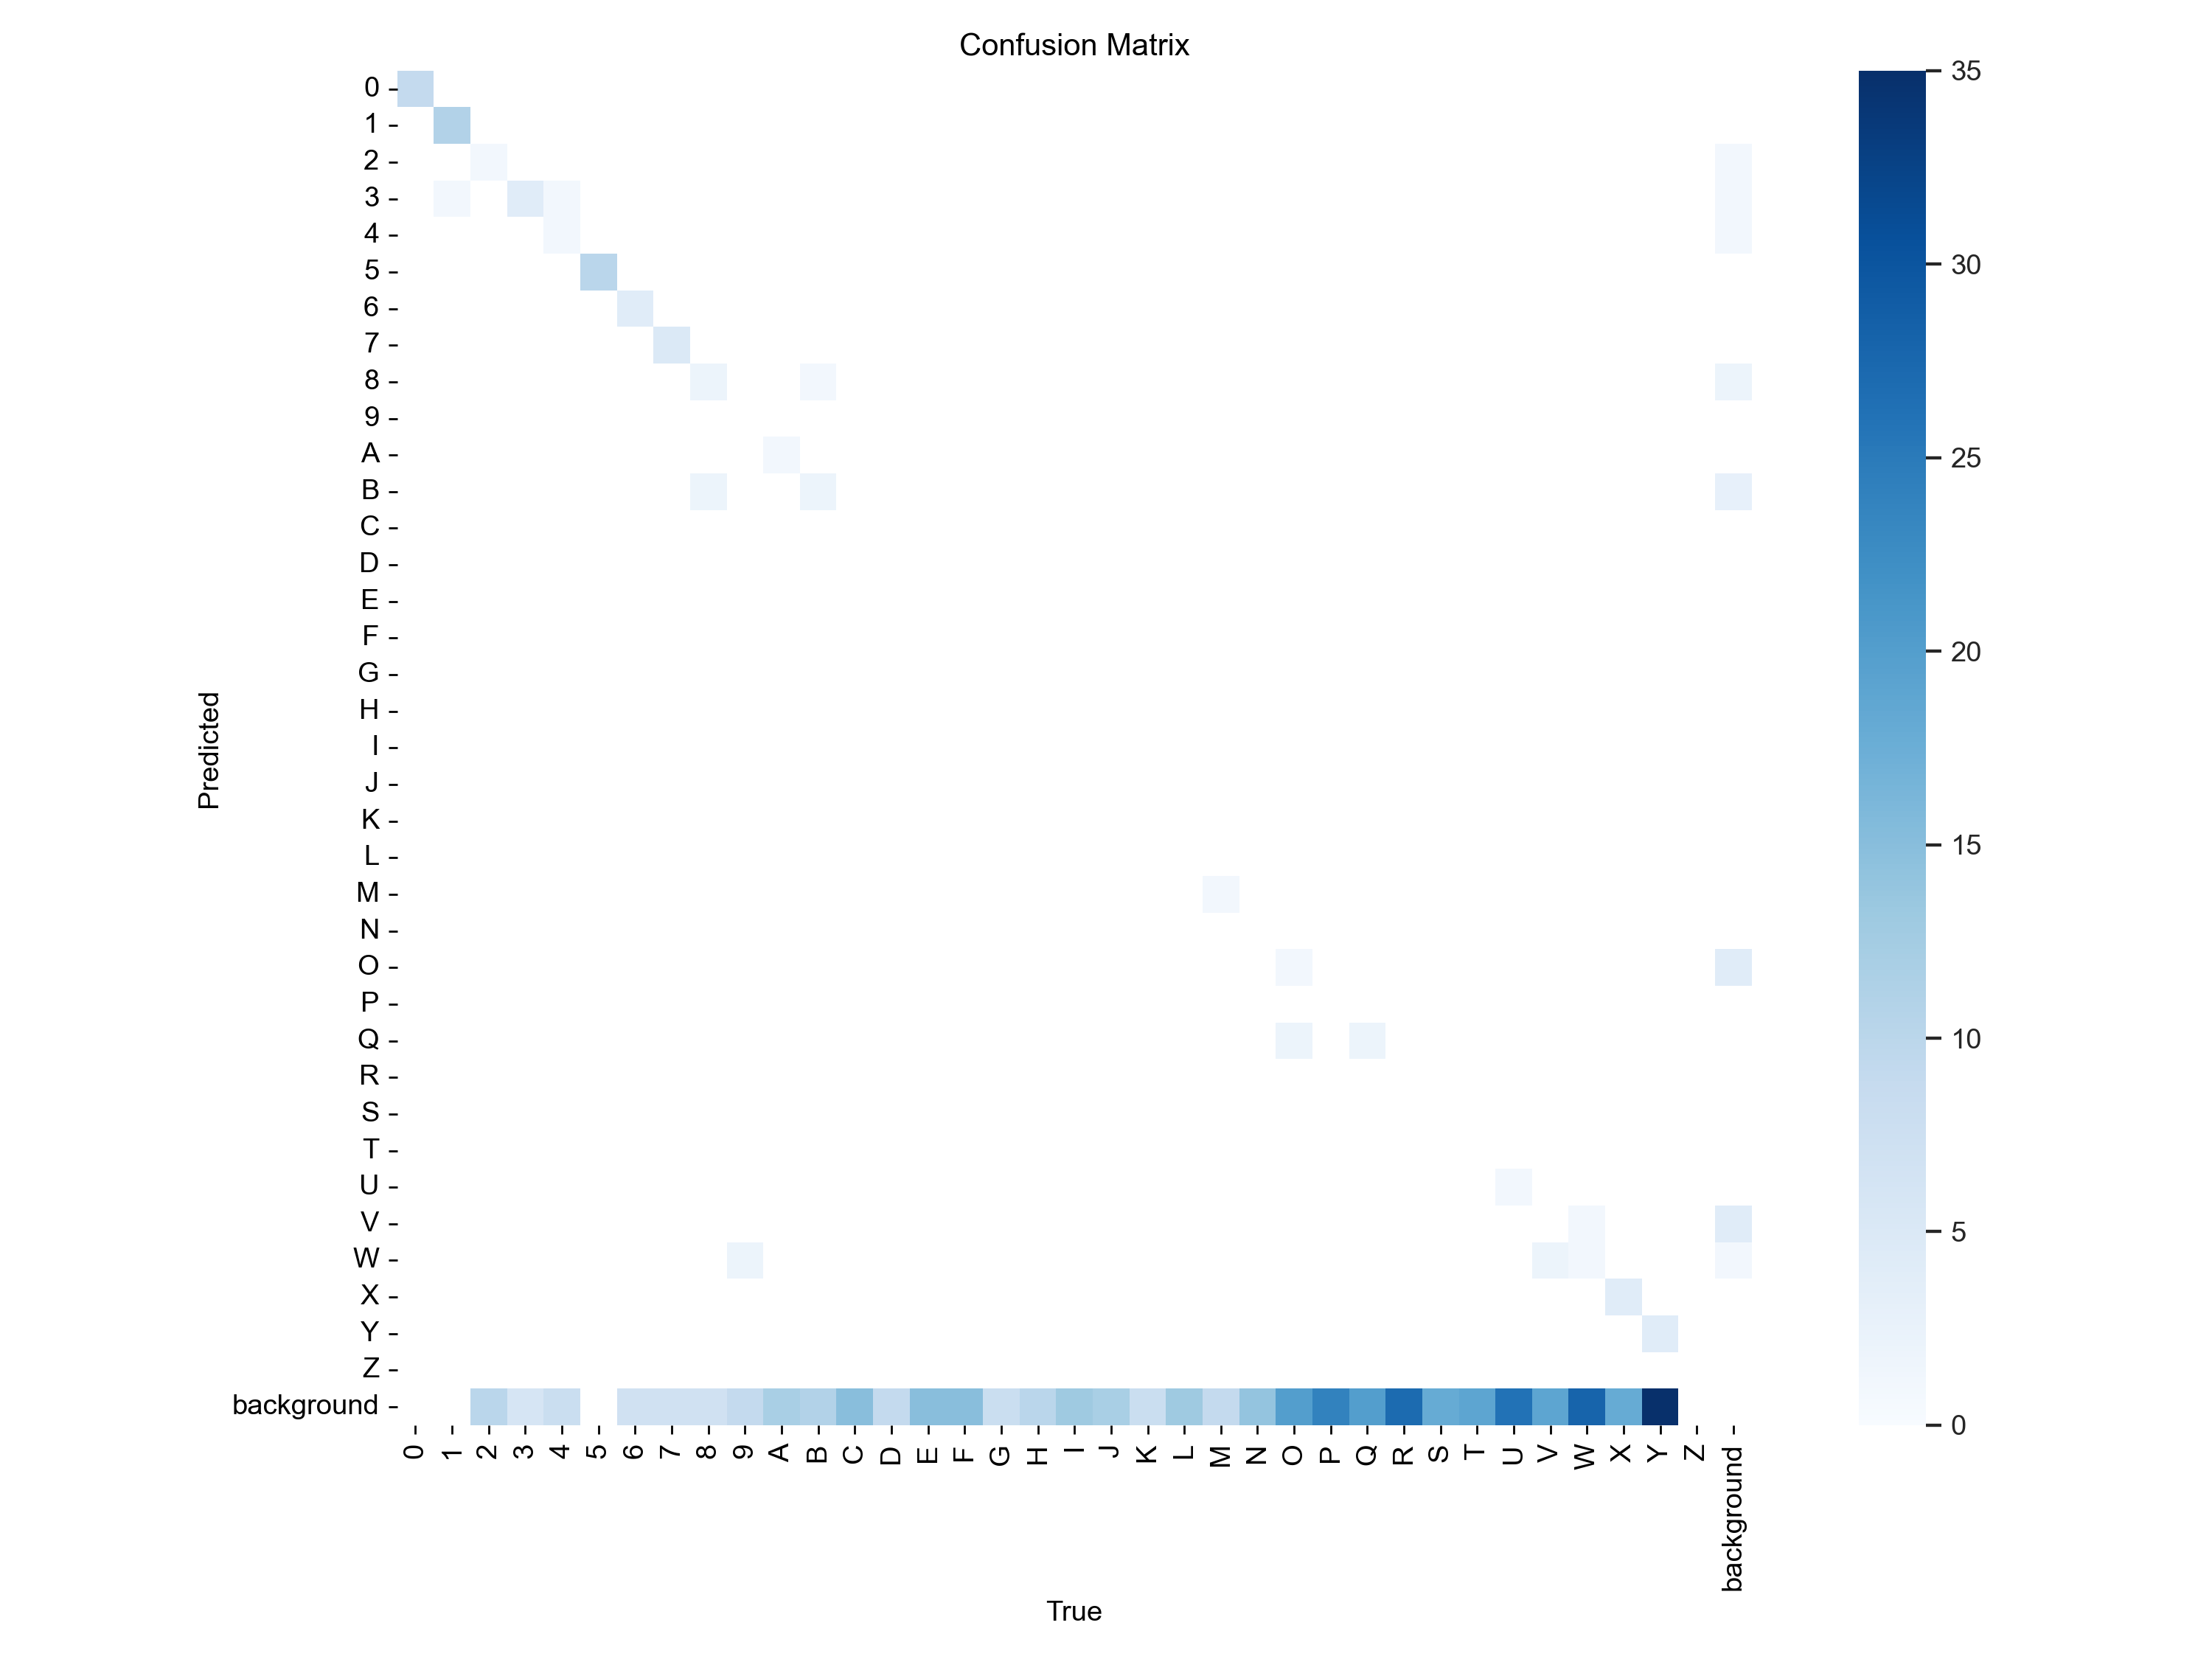 Confusion Matrix
0
1
2
3
4
5
6
7
8
9
A
B
C
D
E
F
G
H
I
J
K
L
M
N
O
P
Q
R
S
T
U
V
W
X
Y
Z
background
Predicted
0 1 2 3 4 5 6 7 8 9 A B C D E F G H I J K L M N O P Q R S T U V W X Y Z background
True
35
30
25
20
15
10
5
0